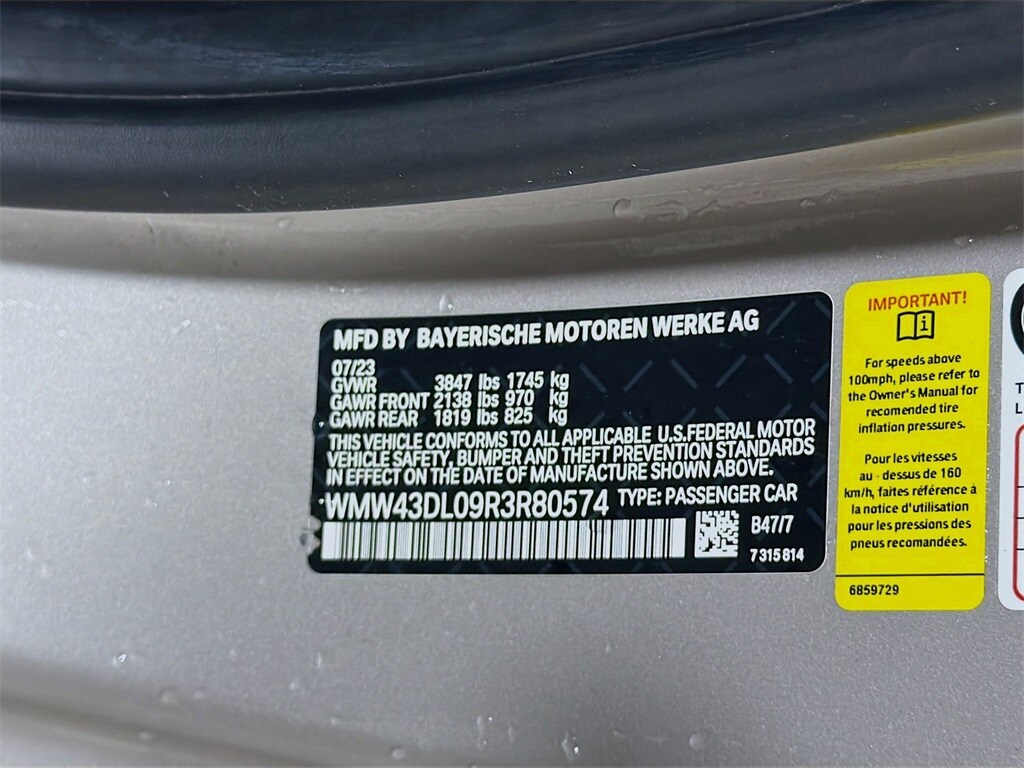 MFD BY BAYERISCHE MOTOREN WERKE AG
07/23
GVWR 3847 lbs 1745 kg
GAWR FRONT 2138 lbs 970 kg
GAWR REAR 1819 lbs 825 kg
THIS VEHICLE CONFORMS TO ALL APPLICABLE U.S.FEDERAL MOTOR
VEHICLE SAFETY, BUMPER AND THEFT PREVENTION STANDARDS
IN EFFECT ON THE DATE OF MANUFACTURE SHOWN ABOVE.
WMW43DL09R3R80574 TYPE: PASSENGER CAR
B47/7
7315814
IMPORTANT!
For speeds above
100mph, please refer to
the Owner's Manual for
recomended tire
inflation pressures.
Pour les vitesses
au - dessus de 160
km/h, faites référence à
la notice d'utilisation
pour les pressions de
pneus recomandées.
6859729
T
L